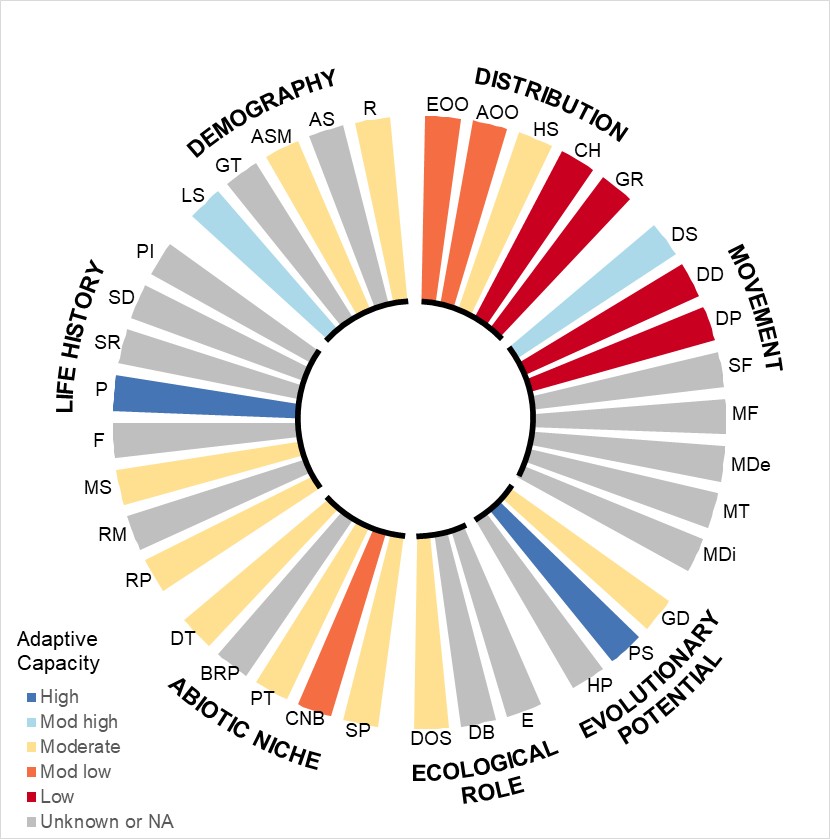 DISTRIBUTION
EOO
AOO
HS
CH
GR
MOVEMENT
DS
DD
DP
SF
MF
MDe
MT
MDi
EVOLUTIONARY
POTENTIAL
GD
PS
HP
ECOLOGICAL
ROLE
E
DB
DOS
ABIOTIC NICHE
SP
CNB
PT
BRP
DT
LIFE HISTORY
RP
RM
MS
F
P
SR
SD
PI
DEMOGRAPHY
LS
GT
ASM
AS
R
Adaptive
Capacity
High
Mod high
Moderate
Mod low
Low
Unknown or NA